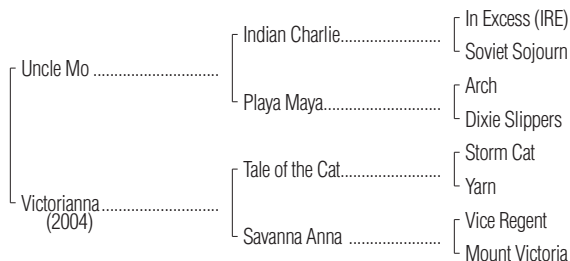 In Excess (IRE)
Indian Charlie
Soviet Sojourn
Uncle Mo
Arch
Playa Maya
Dixie Slippers
Storm Cat
Tale of the Cat
Yarn
Victorianna
(2004)
Vice Regent
Savanna Anna
Mount Victoria